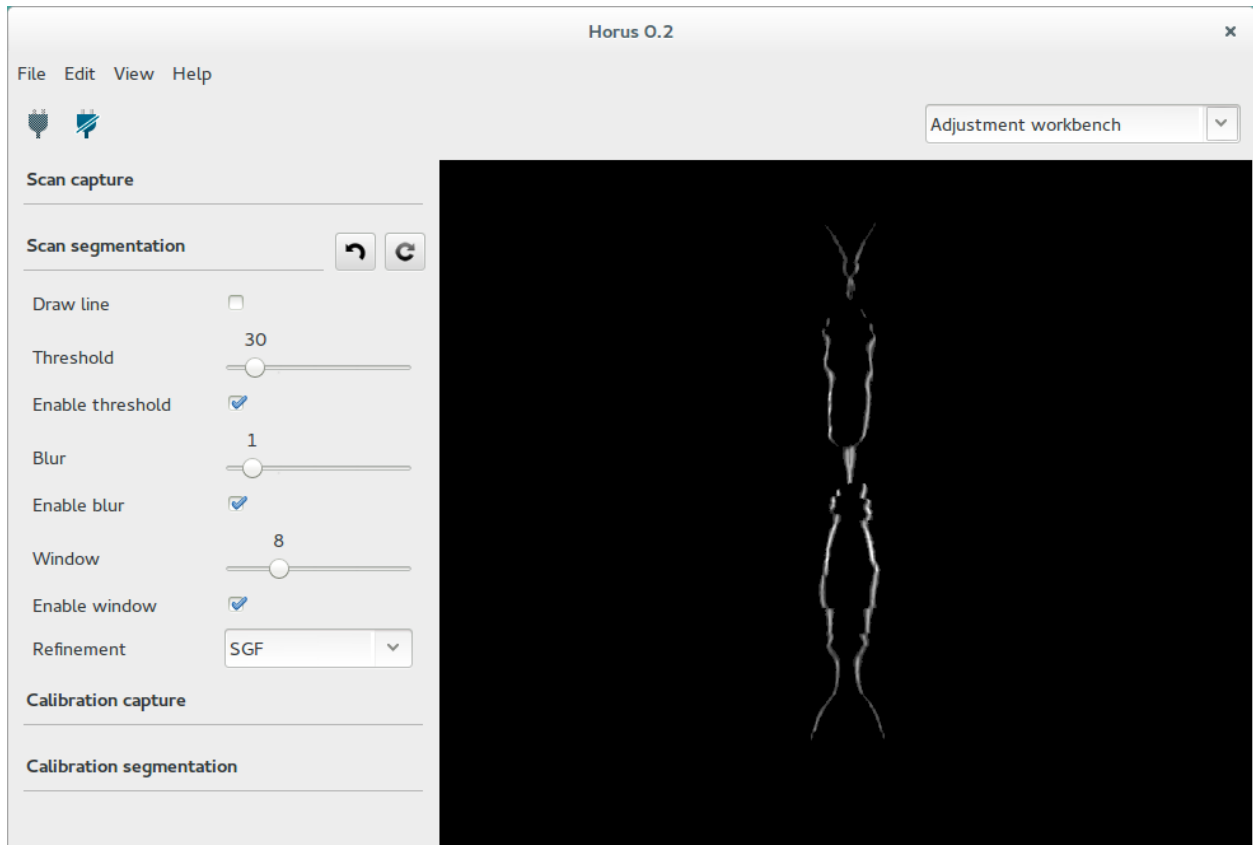 Horus 0.2
File Edit View Help
Adjustment workbench
Scan capture
Scan segmentation
Draw line
30
Threshold
Enable threshold
1
Blur
Enable blur
8
Window
Enable window
Refinement SGF
Calibration capture
Calibration segmentation